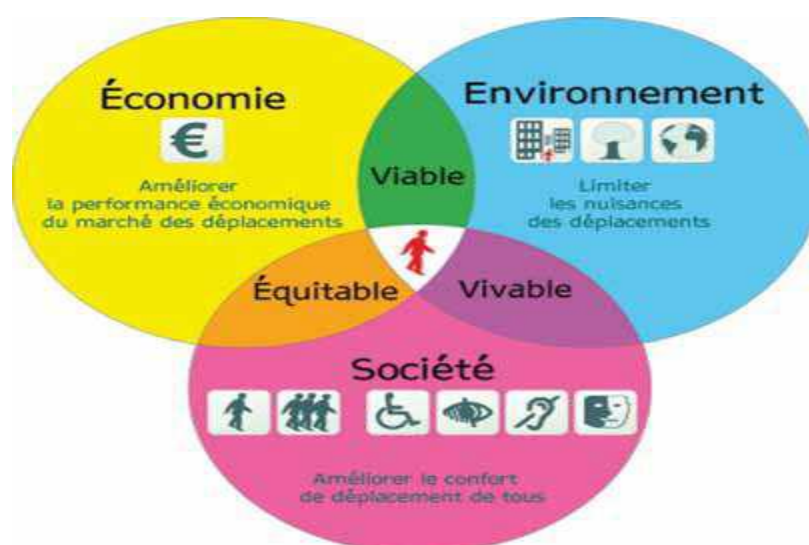 Économie
€
Améliorer
la performance économique
du marché des déplacements
Environnement
Limiter
les nuisances
des déplacements
Viable
Équitable
Vivable
Société
Améliorer le confort
de déplacement de tous